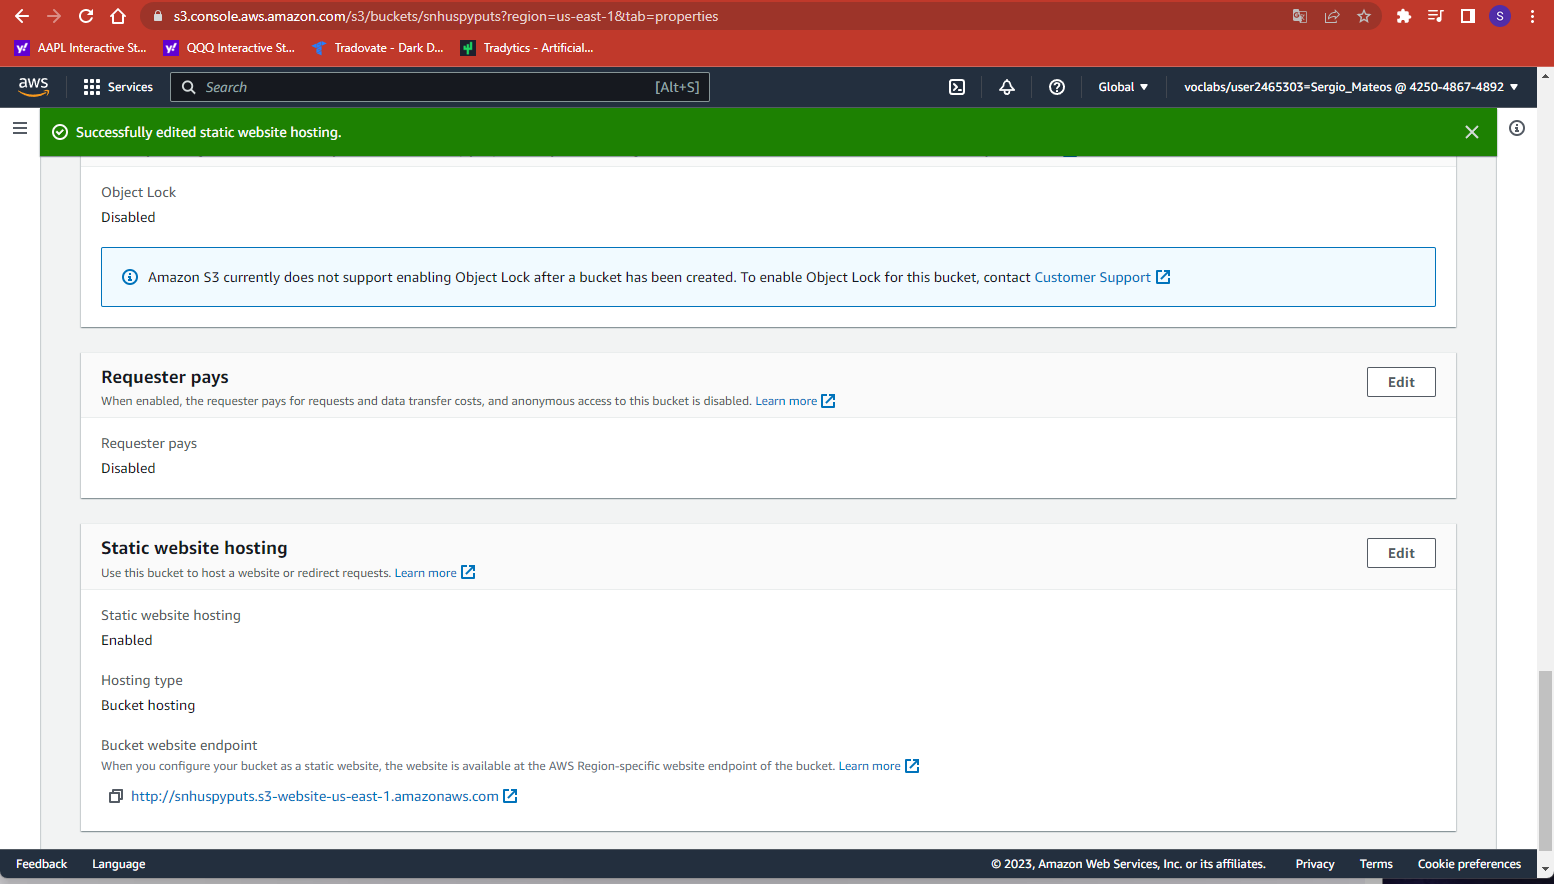 s3.console.aws.amazon.com/s3/buckets/snhuspyputs?region=us-east-1&tab=properties
S
AAPL Interactive St...
QQQ Interactive St...
Tradovate - Dark D...
Tradytics - Artificial...
aws
Services
Search
[Alt+S]
Global
voclabs/user2465303=Sergio_Mateos @ 4250-4867-4892
Successfully edited static website hosting.
Object Lock
Disabled
Amazon S3 currently does not support enabling Object Lock after a bucket has been created. To enable Object Lock for this bucket, contact Customer Support
Requester pays
Edit
When enabled, the requester pays for requests and data transfer costs, and anonymous access to this bucket is disabled. Learn more
Requester pays
Disabled
Static website hosting
Edit
Use this bucket to host a website or redirect requests. Learn more
Static website hosting
Enabled
Hosting type
Bucket hosting
Bucket website endpoint
When you configure your bucket as a static website, the website is available at the AWS Region-specific website endpoint of the bucket. Learn more
http://snhuspyputs.s3-website-us-east-1.amazonaws.com
Feedback
Language
© 2023, Amazon Web Services, Inc. or its affiliates.
Privacy
Terms
Cookie preferences